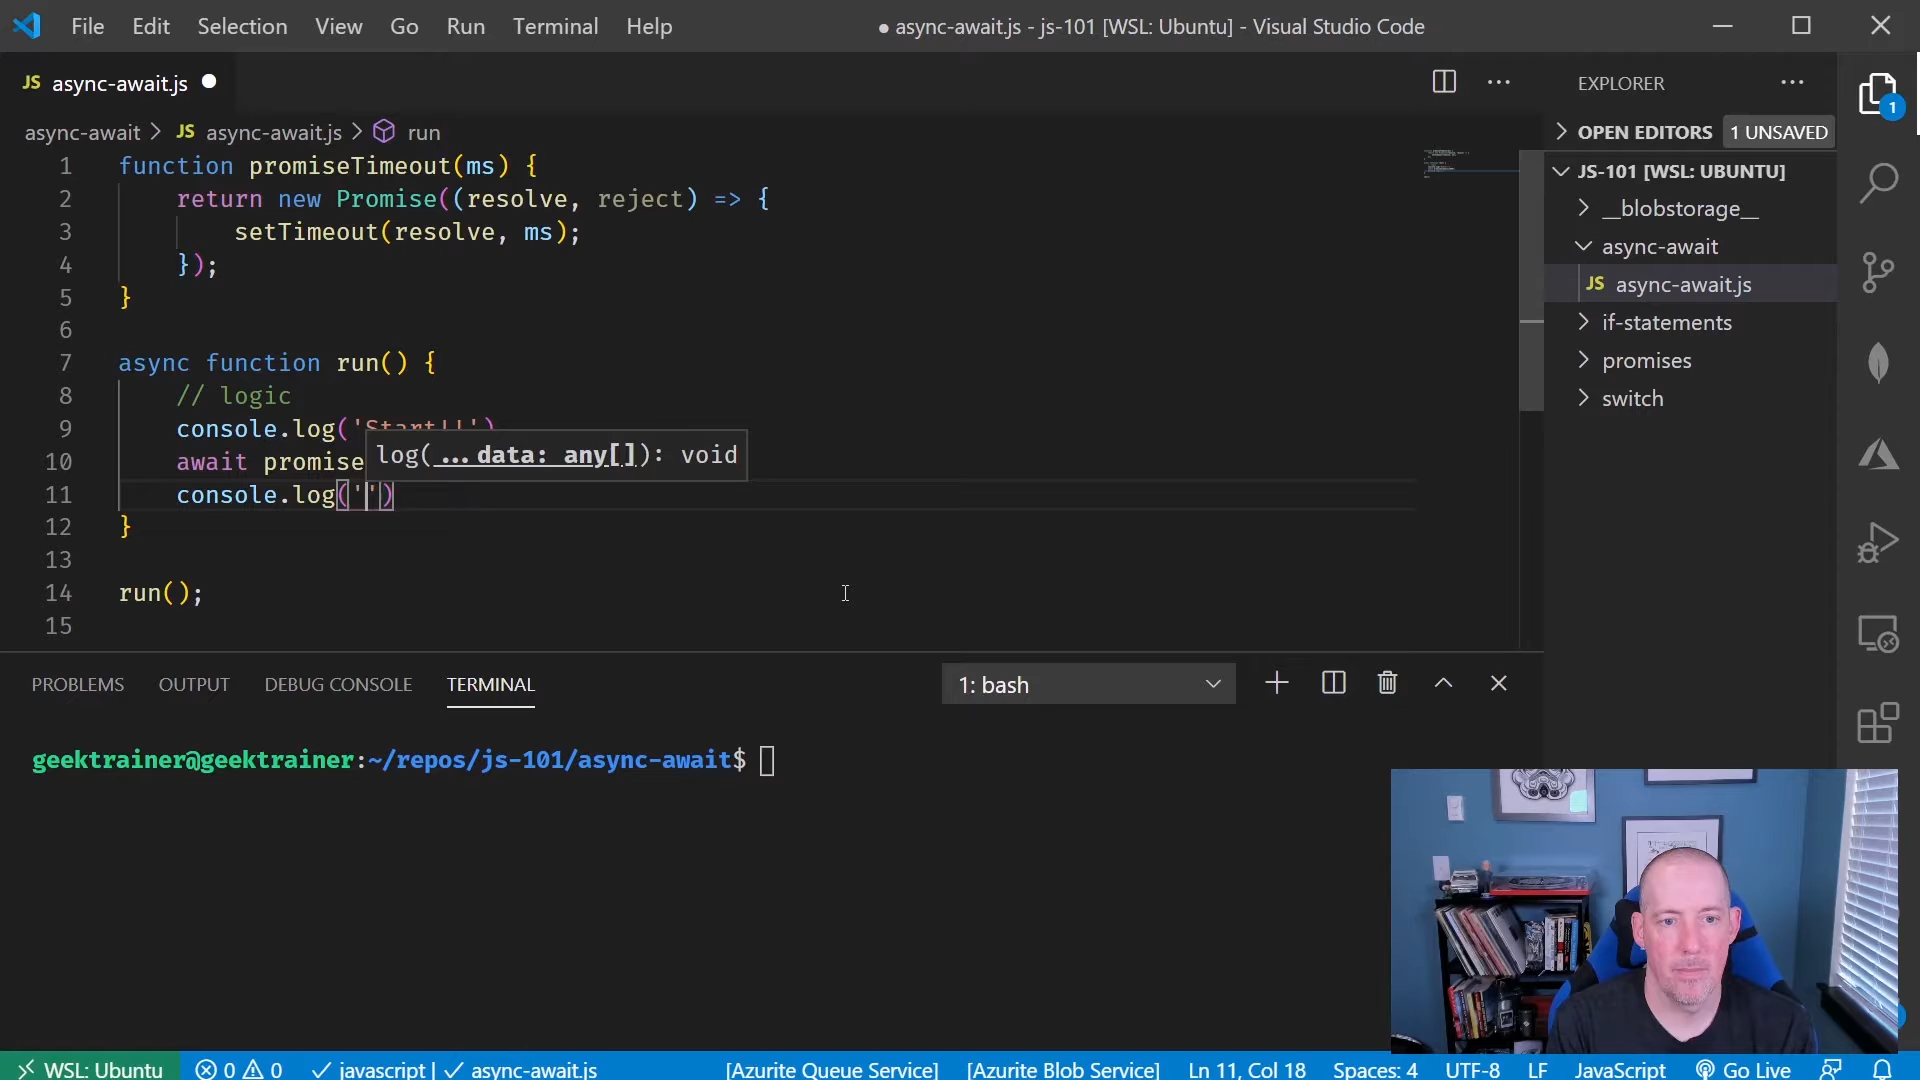 File Edit Selection View Go Run Terminal Help ● async-await.js - js-101 [WSL: Ubuntu] - Visual Studio Code
JS async-await.js ●
EXPLORER
async-await > JS async-await.js > run
OPEN EDITORS 1 UNSAVED
JS-101 [WSL: UBUNTU]
__blobstorage__
async-await
JS async-await.js
if-statements
promises
switch
1
1 function promiseTimeout(ms) {
2 return new Promise((resolve, reject) => {
3 setTimeout(resolve, ms);
4 });
5 }
6
7 async function run() {
8 // logic
9 console.log('Start!!')
log(...data: any[]): void
10 await promise
11 console.log('')
12 }
13
14 run();
15
PROBLEMS OUTPUT DEBUG CONSOLE TERMINAL 1: bash
geektrainer@geektrainer:~/repos/js-101/async-await$
WSL: Ubuntu 0 0 javascript | async-await.js [Azurite Queue Service] [Azurite Blob Service] Ln 11, Col 18 Spaces: 4 UTF-8 LF JavaScript Go Live